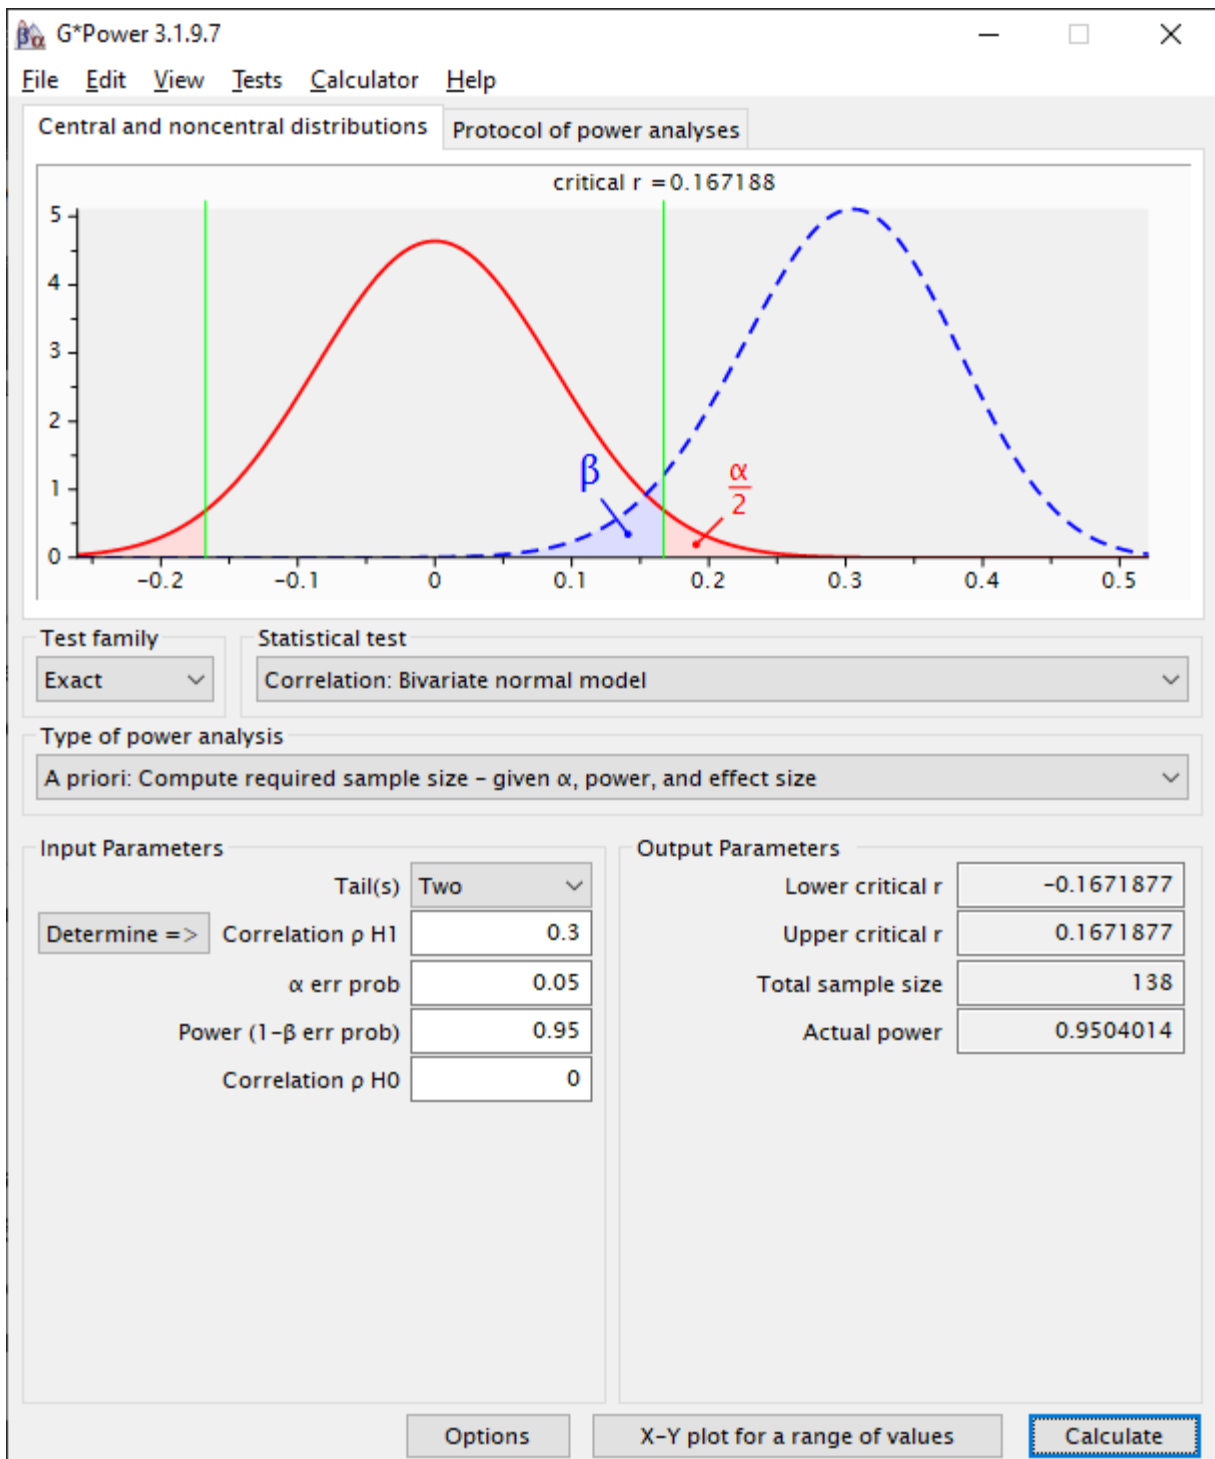 G*Power 3.1.9.7
File Edit View Tests Calculator Help
Central and noncentral distributions Protocol of power analyses
critical r = 0.167188
5
4
3
2
1
0
β
α
2
-0.2 -0.1 0 0.1 0.2 0.3 0.4 0.5
Test family Statistical test
Exact Correlation: Bivariate normal model
Type of power analysis
A priori: Compute required sample size - given α, power, and effect size
Input Parameters
Tail(s) Two
Determine => Correlation ρ H1 0.3
α err prob 0.05
Power (1-β err prob) 0.95
Correlation ρ H0 0
Output Parameters
Lower critical r -0.1671877
Upper critical r 0.1671877
Total sample size 138
Actual power 0.9504014
Options X-Y plot for a range of values Calculate